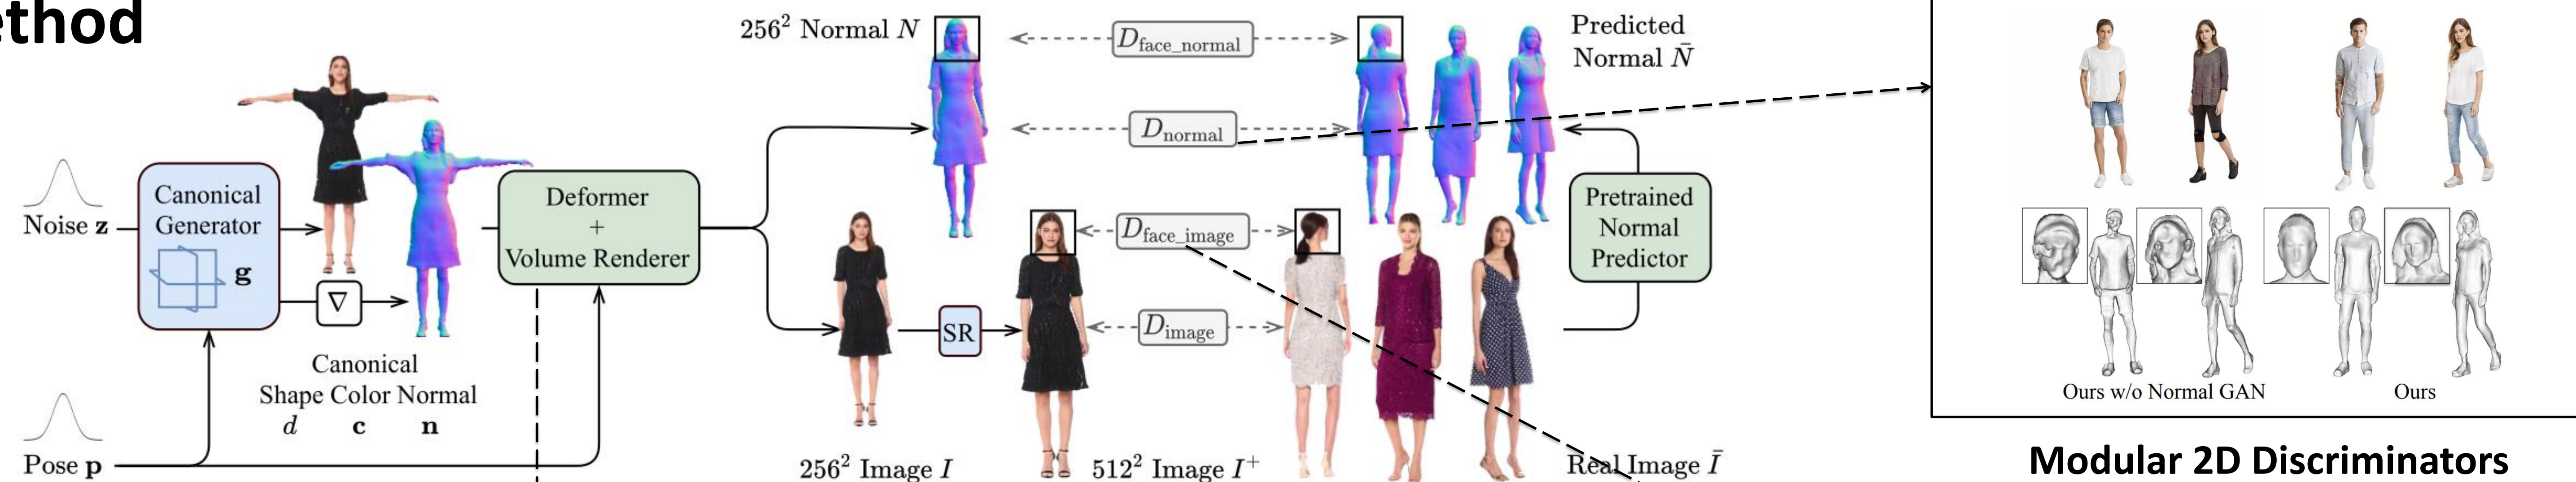 ethod
256² Normal N
D_face_normal
Predicted
Normal N̄
D_normal
Noise z
Canonical
Generator
g
∇
Canonical
Shape Color Normal
d c n
Pose p
Deformer
+
Volume Renderer
SR
D_face_image
D_image
Pretrained
Normal
Predictor
256² Image I
512² Image I⁺
Real Image Ī
Ours w/o Normal GAN
Ours
Modular 2D Discriminators